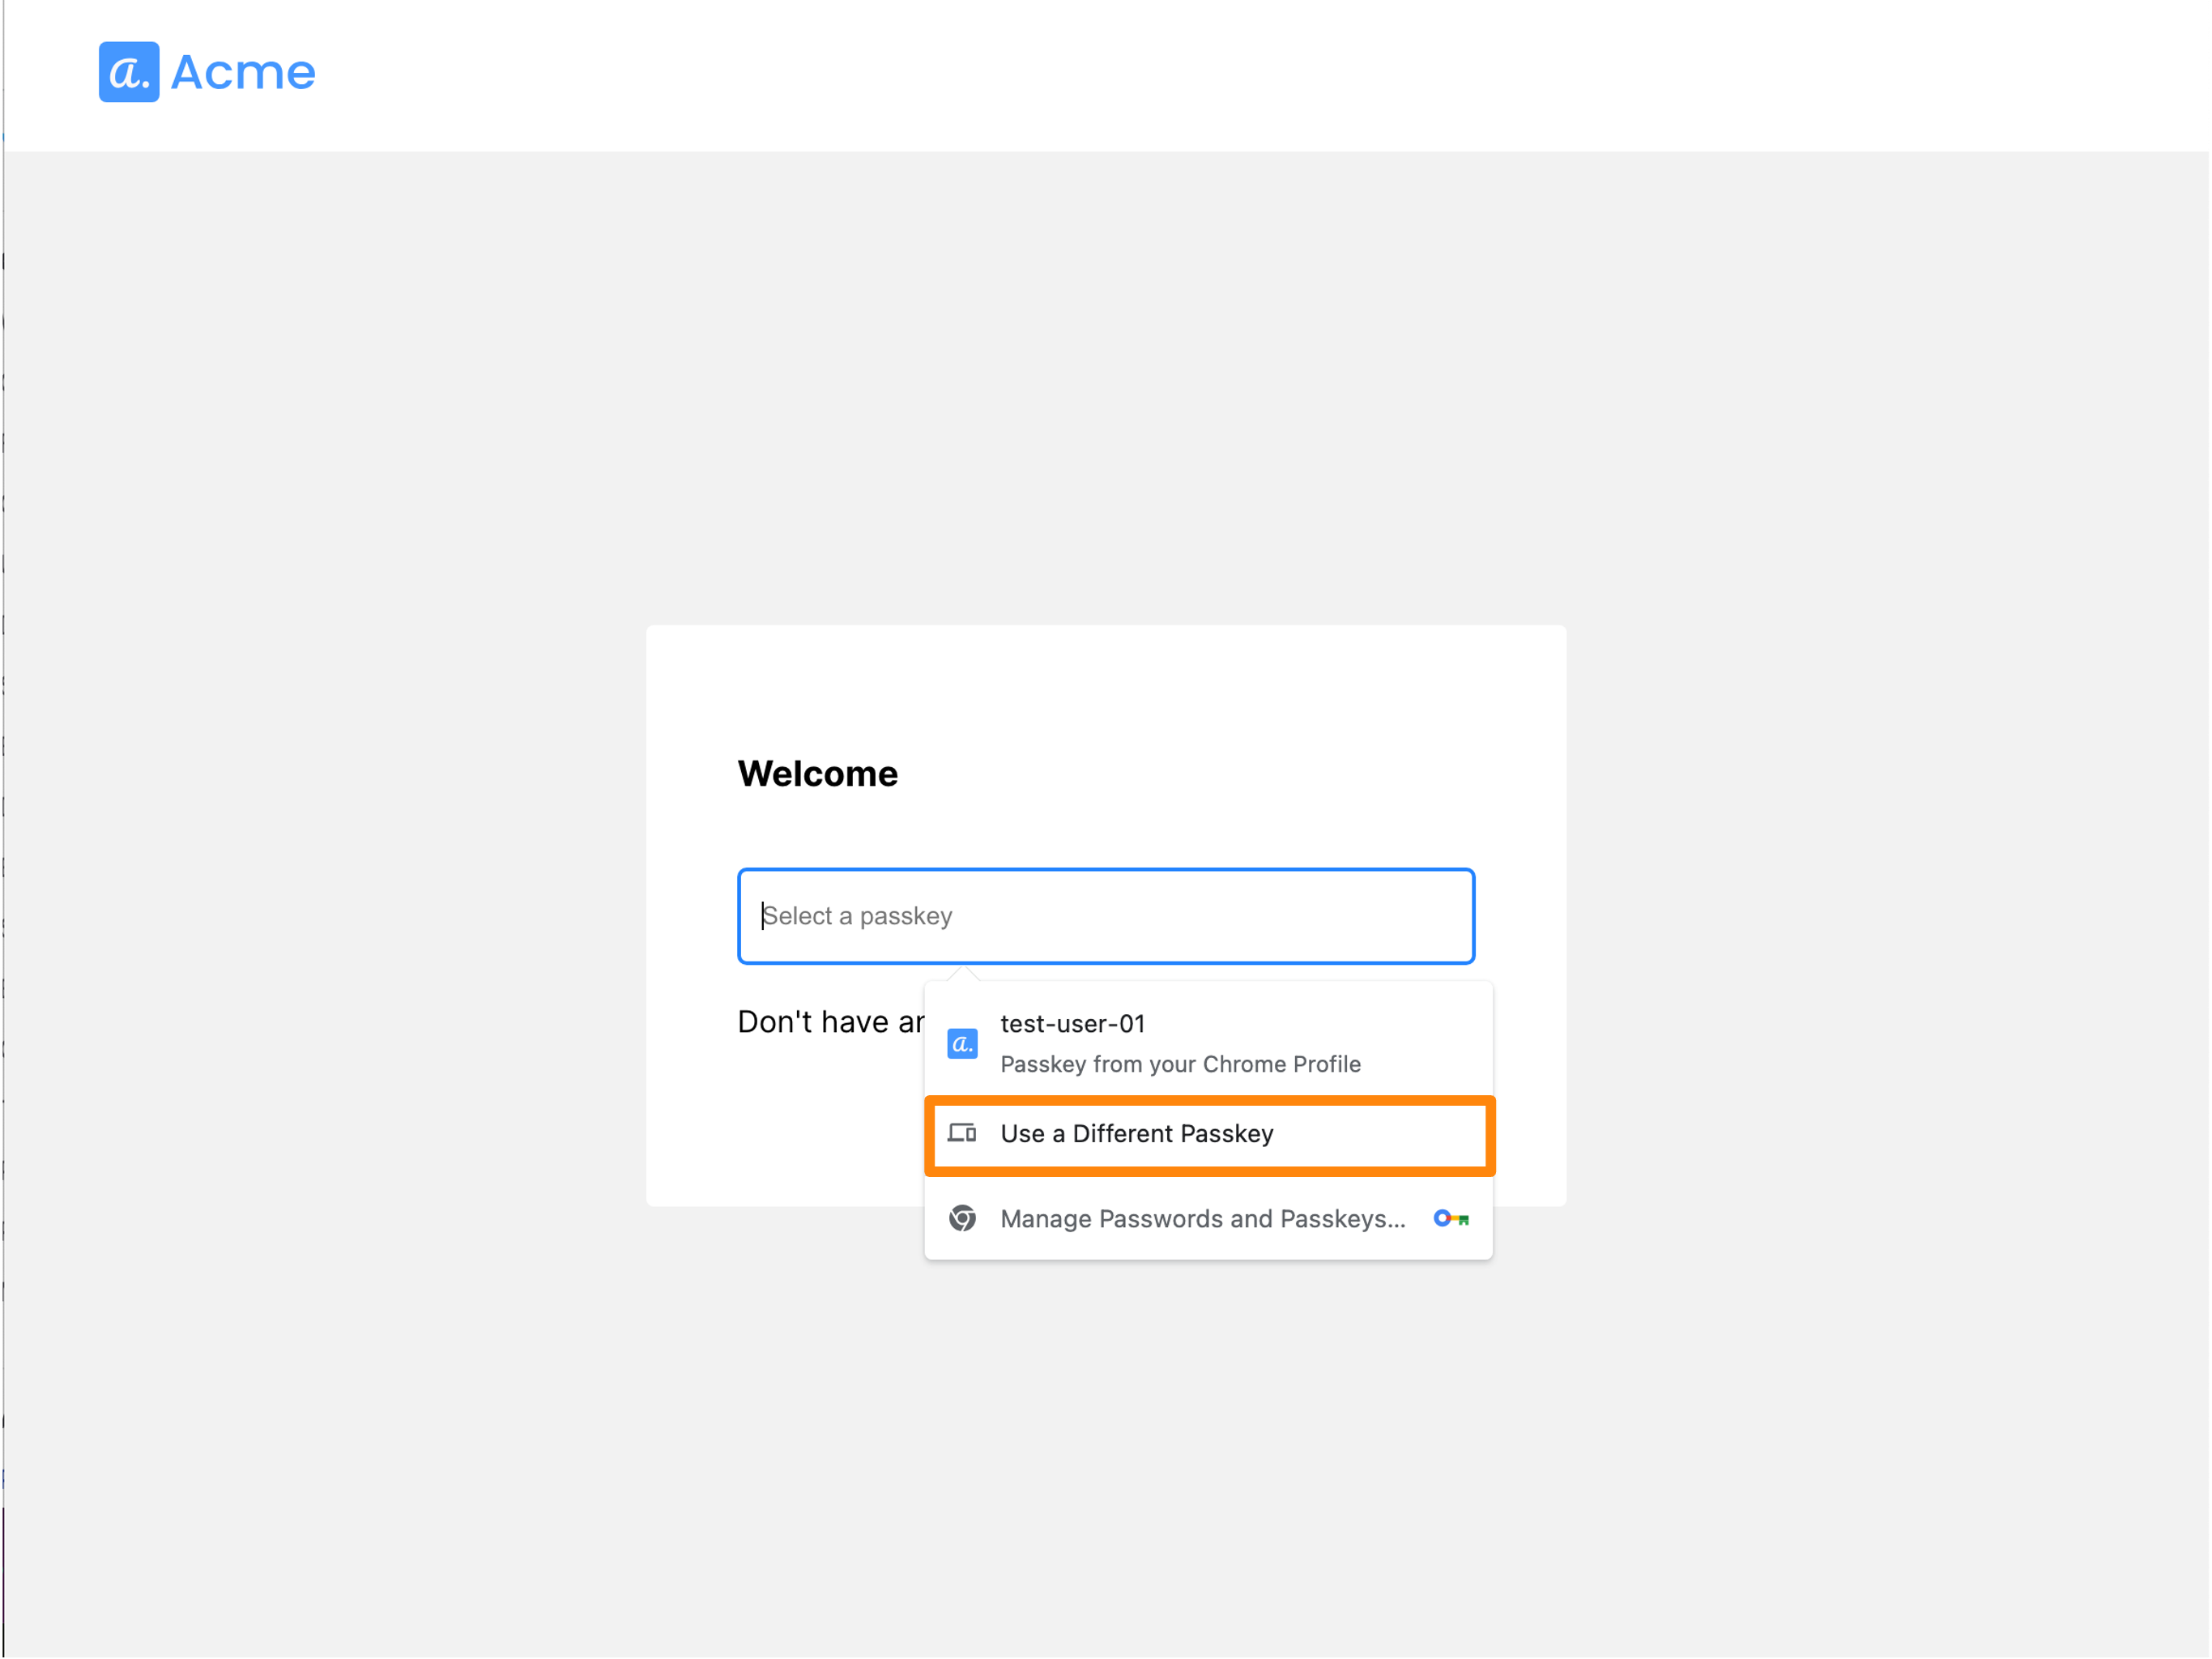 a. Acme
Welcome
Select a passkey
Don't have
test-user-01
a.
Passkey from your Chrome Profile
Use a Different Passkey
Manage Passwords and Passkeys...